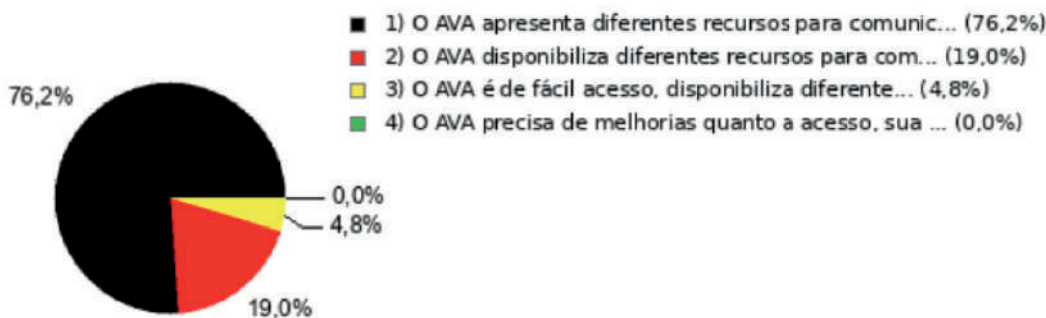 1) O AVA apresenta diferentes recursos para comunic... (76,2%)
2) O AVA disponibiliza diferentes recursos para com... (19,0%)
3) O AVA é de fácil acesso, disponibiliza diferente... (4,8%)
4) O AVA precisa de melhorias quanto a acesso, sua ... (0,0%)
76,2%
0,0%
4,8%
19,0%